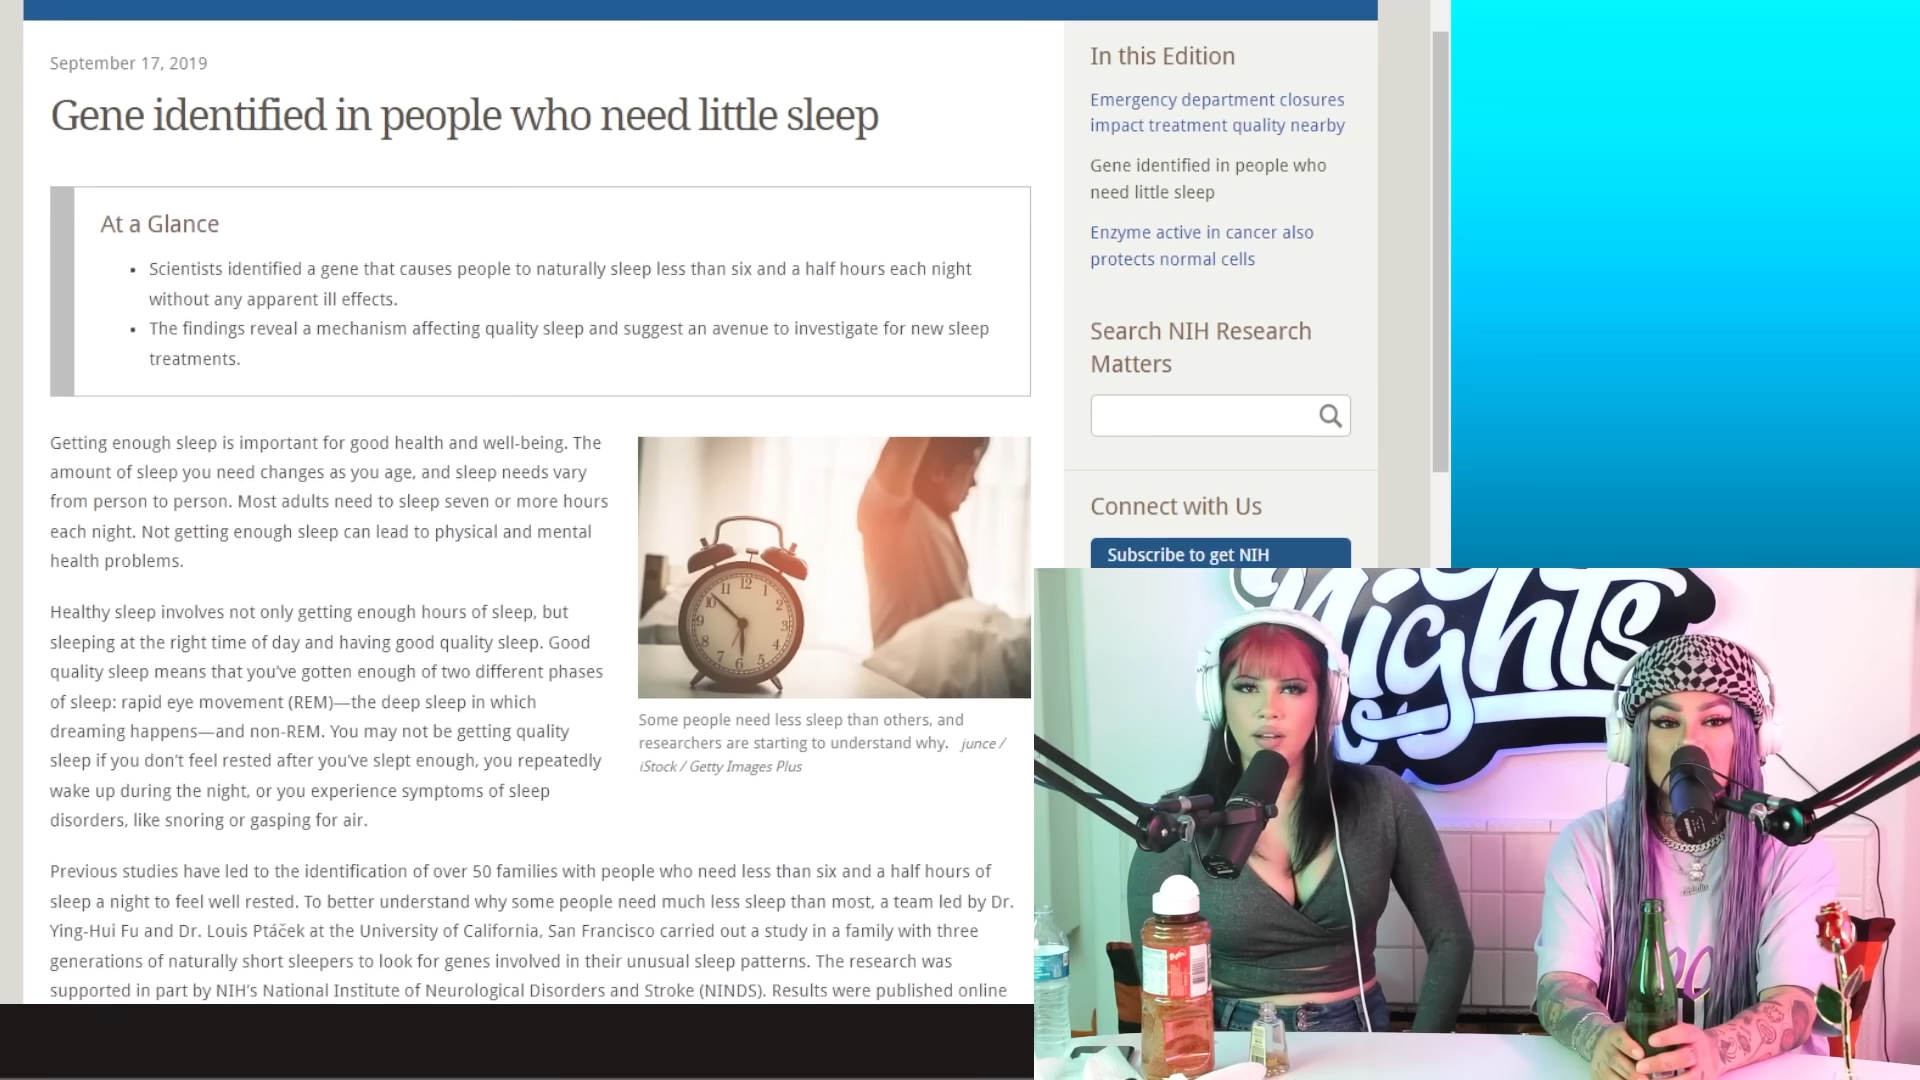 September 17, 2019
Gene identified in people who need little sleep
At a Glance
• Scientists identified a gene that causes people to naturally sleep less than six and a half hours each night
without any apparent ill effects.
• The findings reveal a mechanism affecting quality sleep and suggest an avenue to investigate for new sleep
treatments.
Getting enough sleep is important for good health and well-being. The
amount of sleep you need changes as you age, and sleep needs vary
from person to person. Most adults need to sleep seven or more hours
each night. Not getting enough sleep can lead to physical and mental
health problems.
Healthy sleep involves not only getting enough hours of sleep, but
sleeping at the right time of day and having good quality sleep. Good
quality sleep means that you’ve gotten enough of two different phases
of sleep: rapid eye movement (REM)—the deep sleep in which
dreaming happens—and non-REM. You may not be getting quality
sleep if you don’t feel rested after you’ve slept enough, you repeatedly
wake up during the night, or you experience symptoms of sleep
disorders, like snoring or gasping for air.
Some people need less sleep than others, and
researchers are starting to understand why. junce /
iStock / Getty Images Plus
Previous studies have led to the identification of over 50 families with people who need less than six and a half hours of
sleep a night to feel well rested. To better understand why some people need much less sleep than most, a team led by Dr.
Ying-Hui Fu and Dr. Louis Ptáček at the University of California, San Francisco carried out a study in a family with three
generations of naturally short sleepers to look for genes involved in their unusual sleep patterns. The research was
supported in part by NIH’s National Institute of Neurological Disorders and Stroke (NINDS). Results were published online
In this Edition
Emergency department closures
impact treatment quality nearby
Gene identified in people who
need little sleep
Enzyme active in cancer also
protects normal cells
Search NIH Research
Matters
Connect with Us
Subscribe to get NIH
Nights